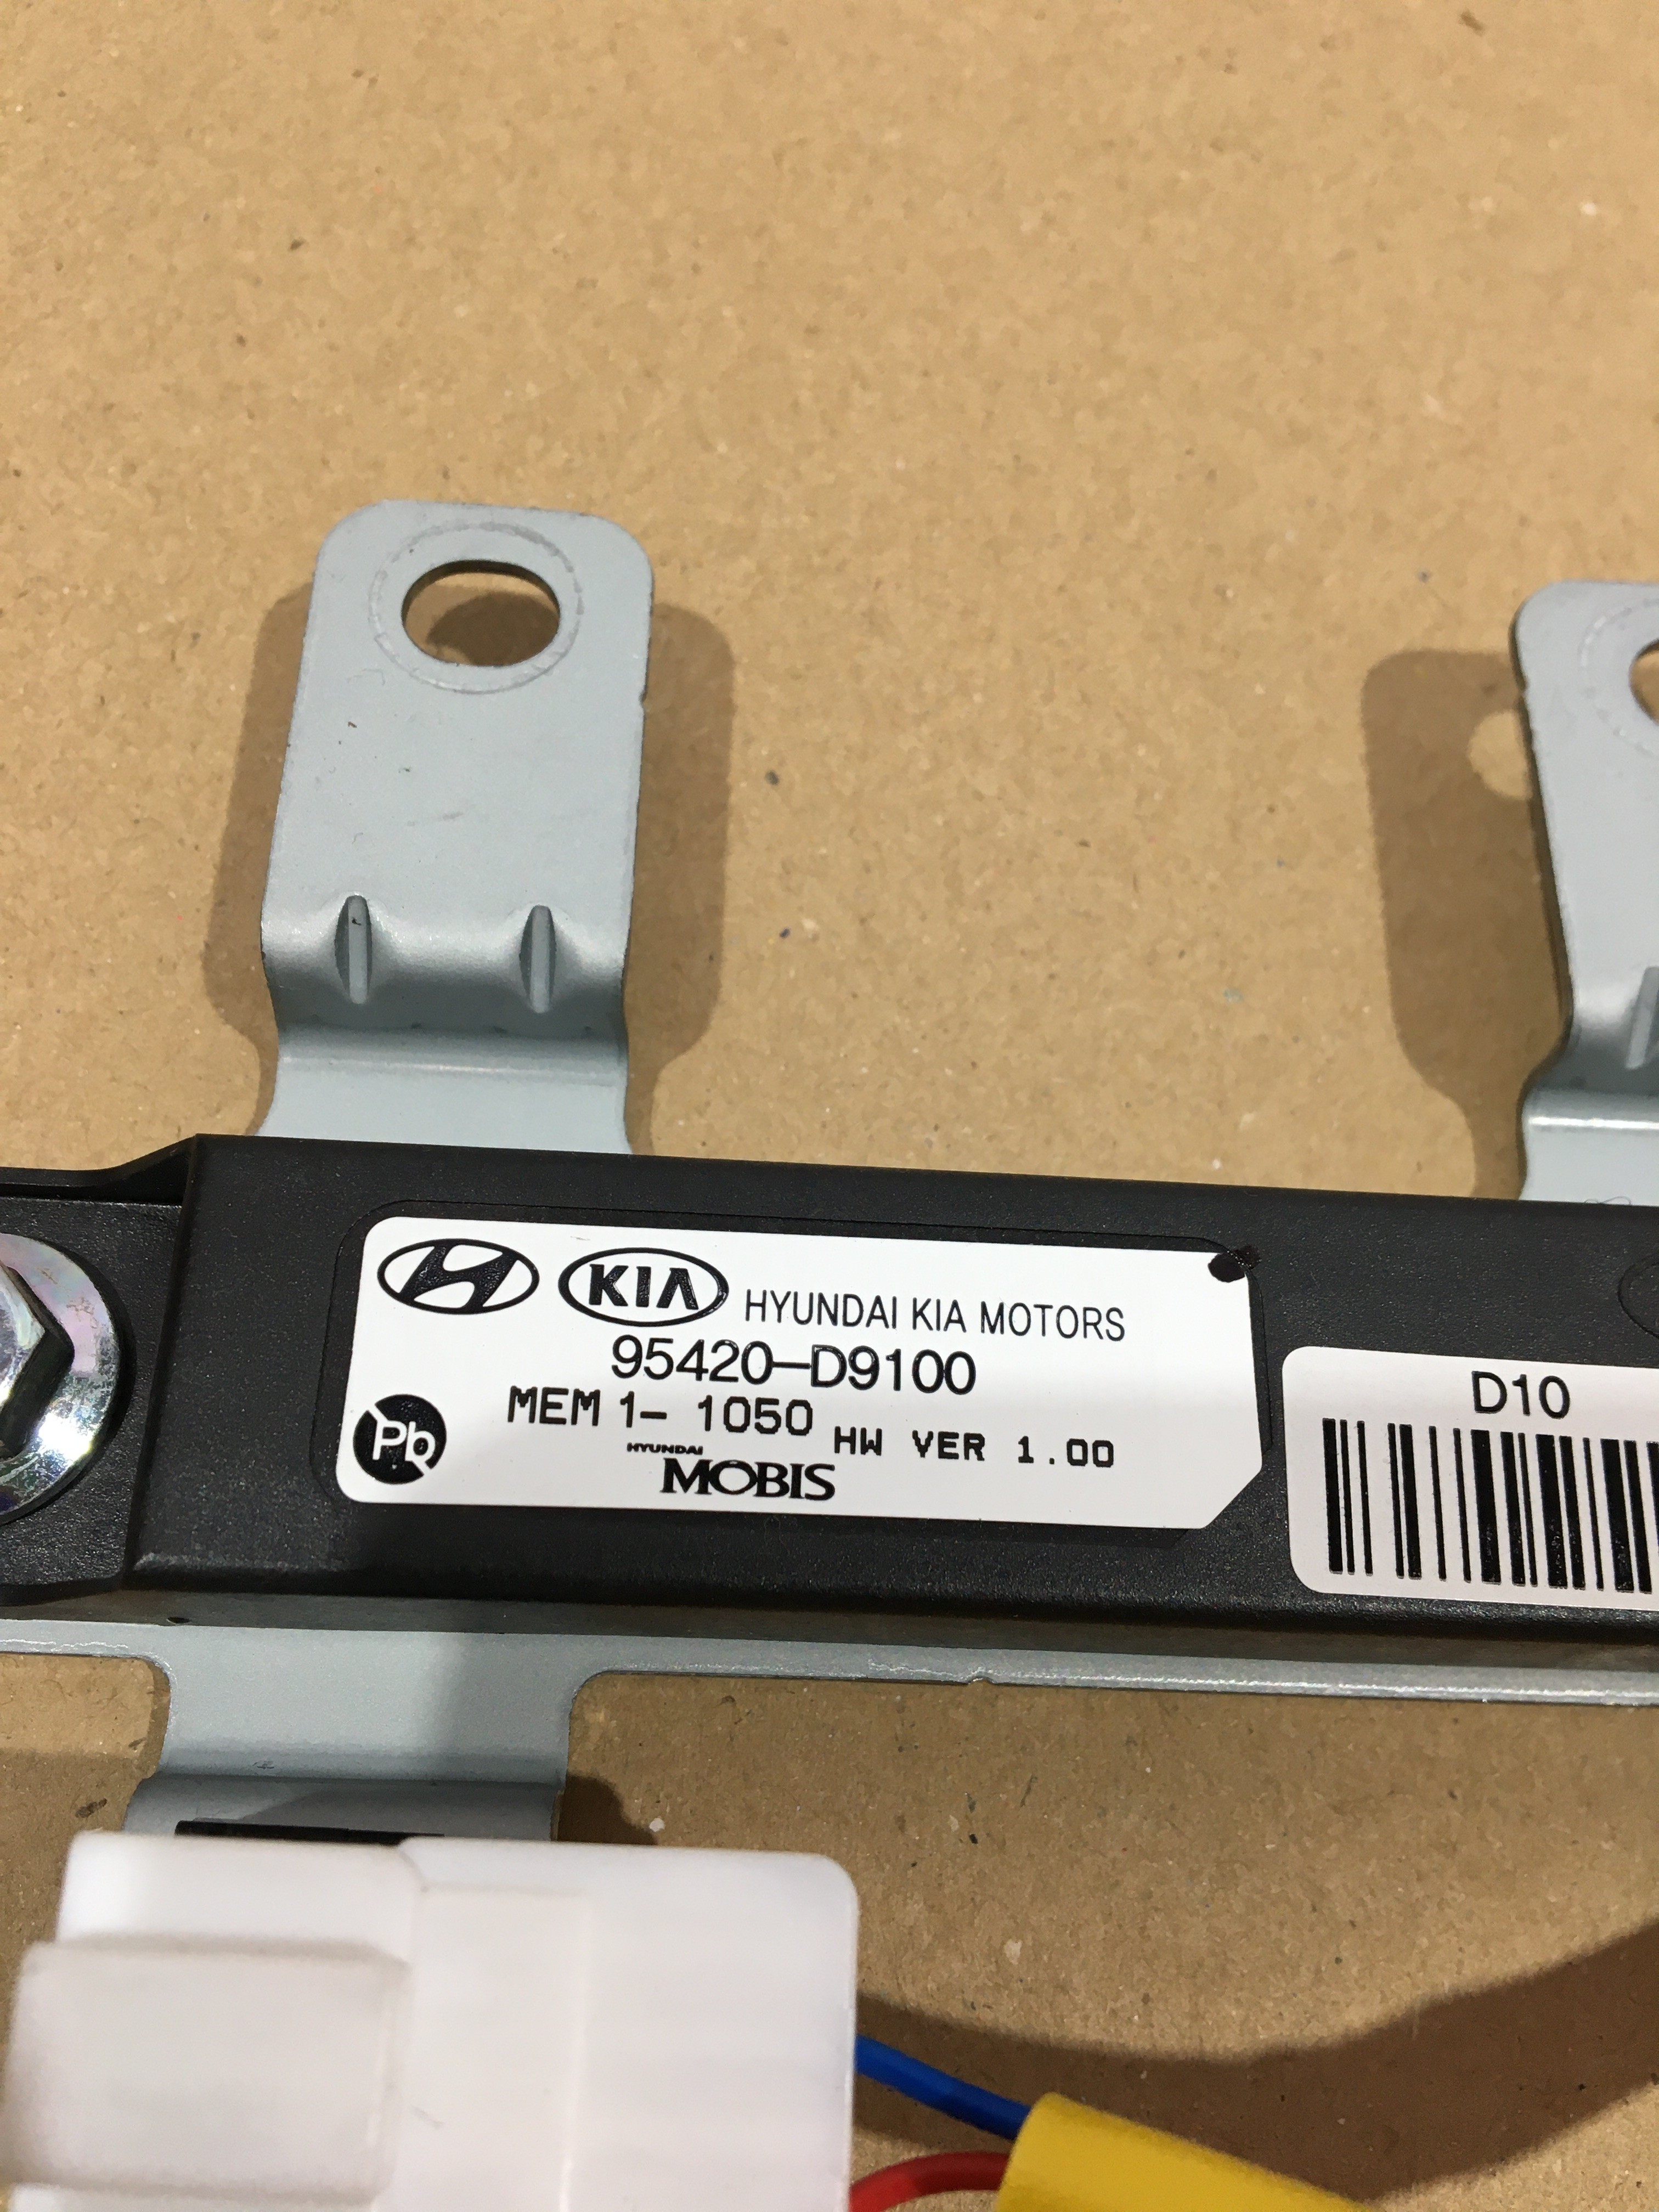 KIA HYUNDAI KIA MOTORS
95420-D9100
MEM 1- 1050 HW VER 1.00
Pb
HYUNDAI
MOBIS
D10